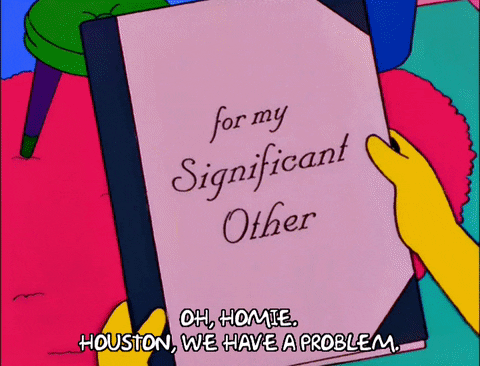 for my
Significant
Other
OH, HOMIE.
HOUSTON, WE HAVE A PROBLEM.